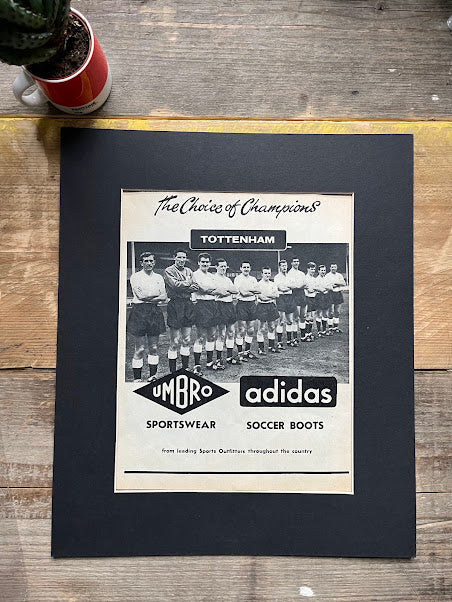 The Choice of Champions
TOTTENHAM
UMBRO adidas
SPORTSWEAR SOCCER BOOTS
from leading Sports Outfitters throughout the country